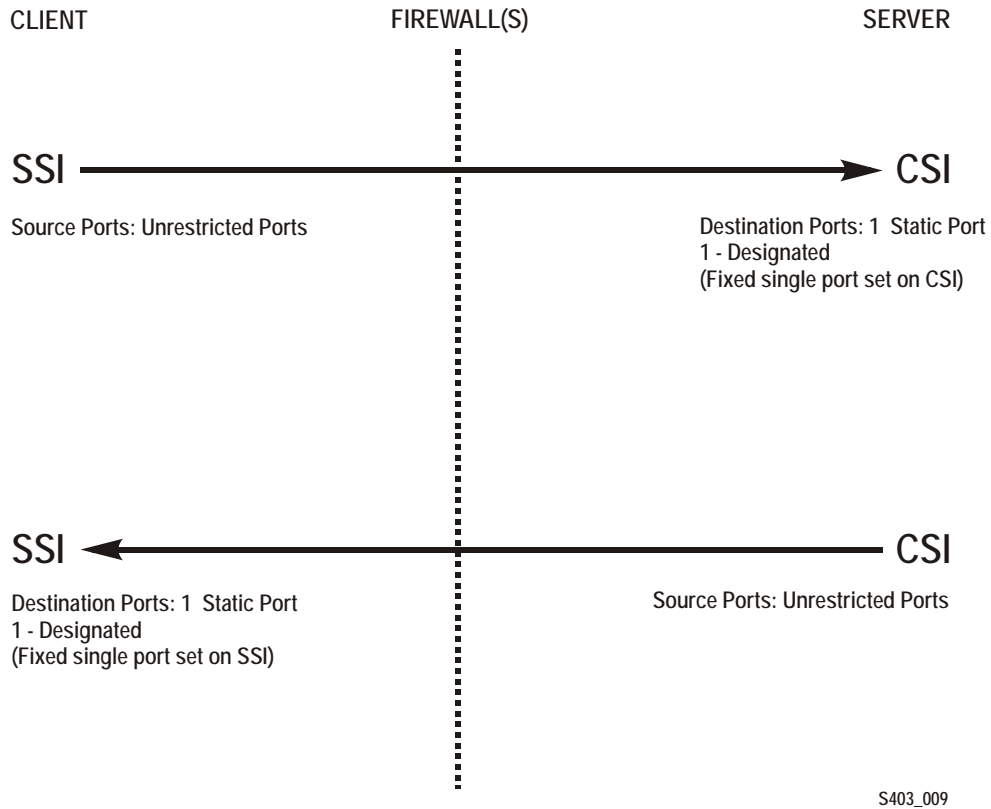 CLIENT FIREWALL(S) SERVER
SSI CSI
Source Ports: Unrestricted Ports
Destination Ports: 1 Static Port
1 - Designated
(Fixed single port set on CSI)
SSI CSI
Destination Ports: 1 Static Port
1 - Designated
(Fixed single port set on SSI)
Source Ports: Unrestricted Ports
S403_009